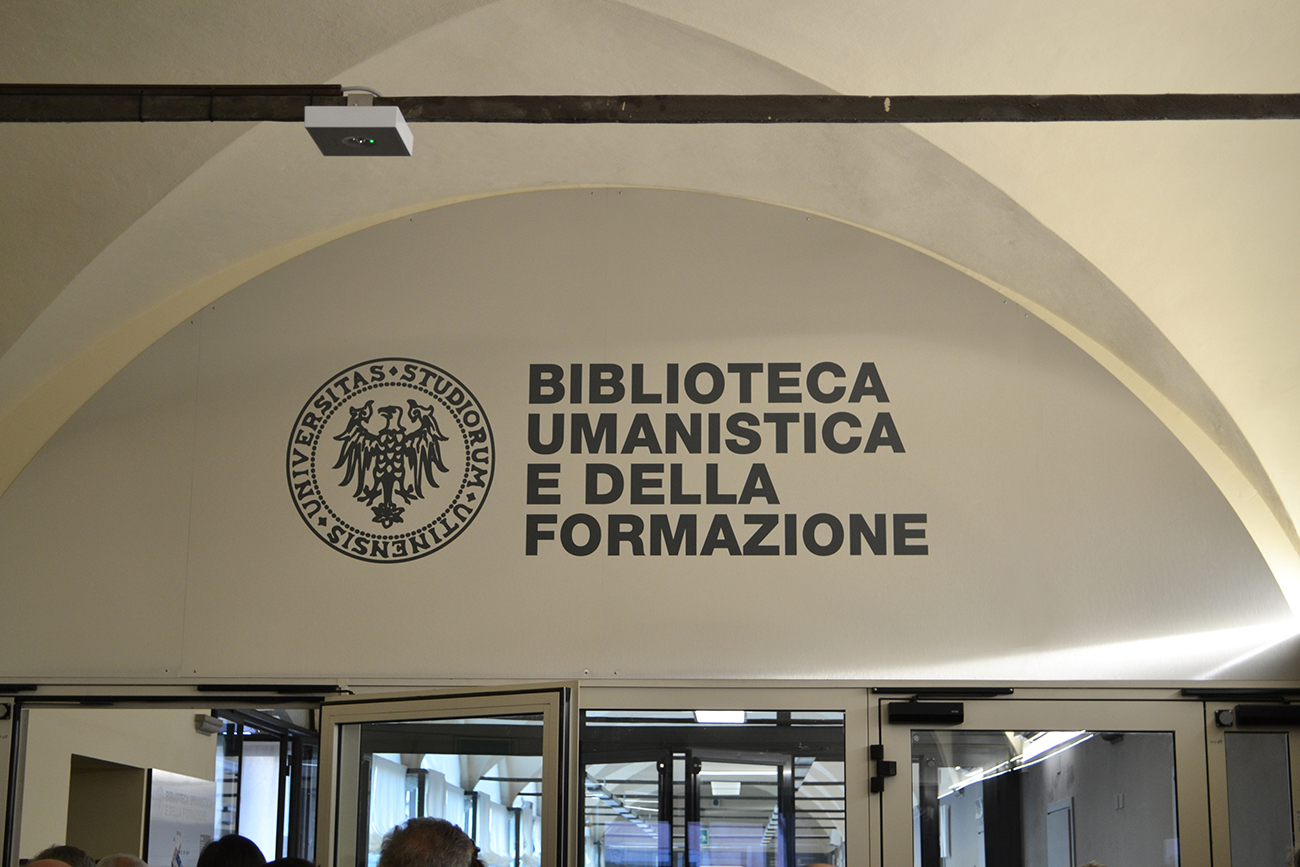 UNIVERSITAS · STUDIORUM · UTINENSIS ·
BIBLIOTECA
UMANISTICA
E DELLA
FORMAZIONE